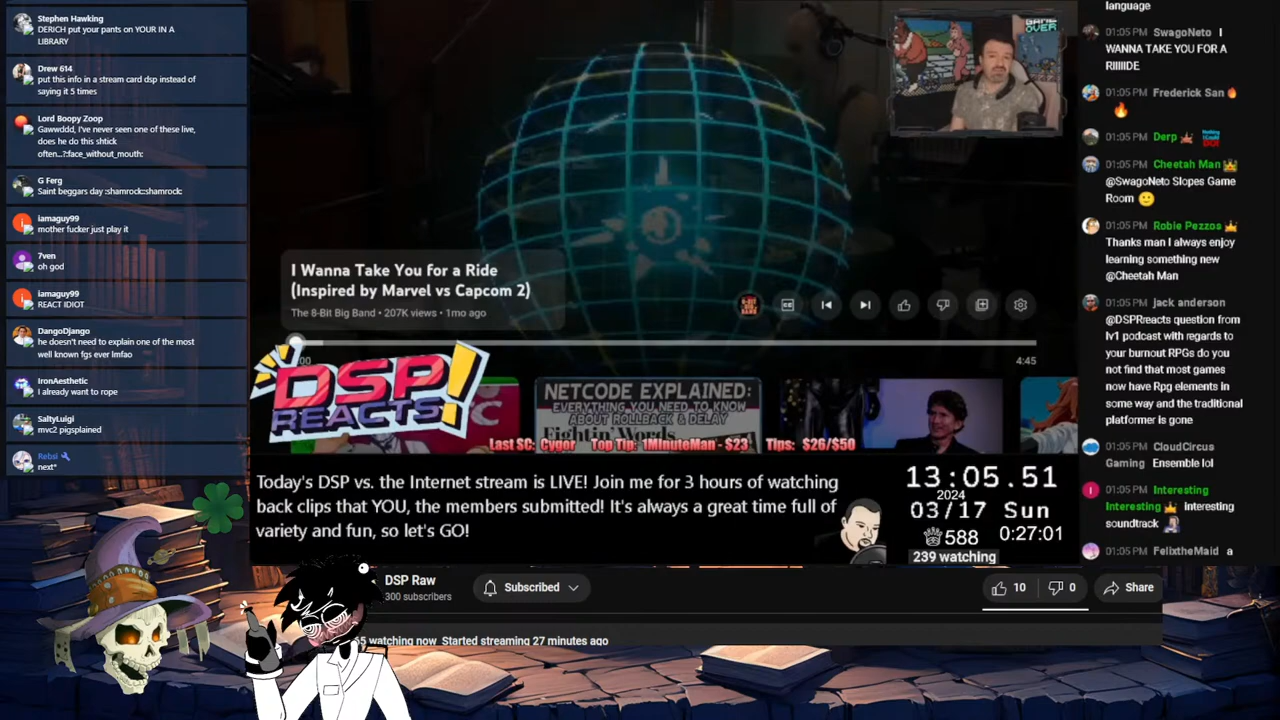 Stephen Hawking
DERICH put your pants on YOUR IN A
LIBRARY
Drew 614
put this info in a stream card dsp instead of
saying it 5 times
Lord Boopy Zoop
Gawwddd, I've never seen one of these live,
does he do this shtick
often...?:face_without_mouth:
G Ferg
Saint beggars day :shamrock::shamrock:
iamaguy99
mother fucker just play it
7ven
oh god
iamaguy99
REACT IDIOT
DangoDjango
he doesn't need to explain one of the most
well known fgs ever lmfao
IronAesthetic
I already want to rope
SaltyLuigi
mvc2 pigsplained
Rebsi
next*
GAME
OVER
I Wanna Take You for a Ride
(Inspired by Marvel vs Capcom 2)
The 8-Bit Big Band • 207K views • 1mo ago
4:45
DSP
REACTS!
NETCODE EXPLAINED:
EVERYTHING YOU NEED TO KNOW
ABOUT ROLLBACK & DELAY
Fightin' Words
Last SC: Cygor Top Tip: 1MinuteMan - $23 Tips: $26/$50
Today's DSP vs. the Internet stream is LIVE! Join me for 3 hours of watching
back clips that YOU, the members submitted! It's always a great time full of
variety and fun, so let's GO!
13:05.51
2024
03/17 Sun
588 0:27:01
239 watching
DSP Raw
300 subscribers
Subscribed
10
0
Share
watching now Started streaming 27 minutes ago
language
01:05 PM SwagoNeto I
WANNA TAKE YOU FOR A
RIIIIIDE
01:05 PM Frederick San
01:05 PM Derp
01:05 PM Cheetah Man
@SwagoNeto Slopes Game
Room
01:05 PM Robie Pezzos
Thanks man I always enjoy
learning something new
@Cheetah Man
01:05 PM jack anderson
@DSPRreacts question from
lv1 podcast with regards to
your burnout RPGs do you
not find that most games
now have Rpg elements in
some way and the traditional
platformer is gone
01:05 PM CloudCircus
Gaming Ensemble lol
01:05 PM Interesting
Interesting interesting
soundtrack
01:05 PM FelixtheMaid a